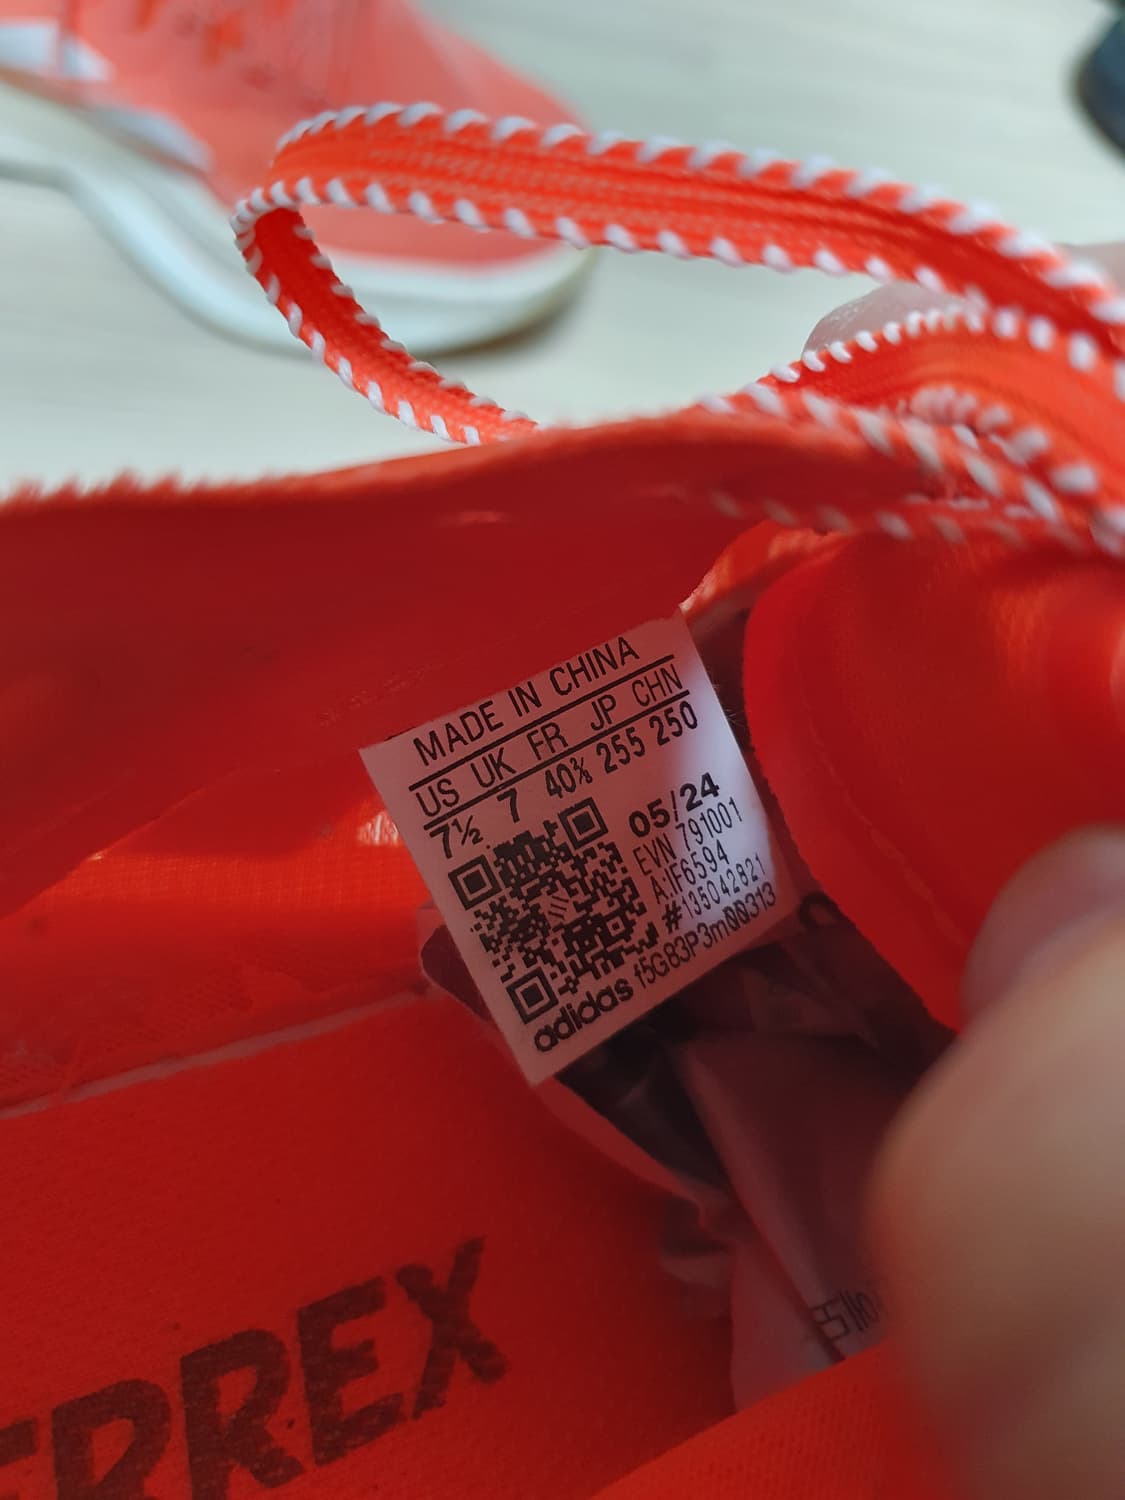 MADE IN CHINA
US UK FR JP CHN
7½ 7 40⅔ 255 250
05/24
EVN 791001
A:IF6594
#135042821
adidas f5G83P3m00313
ERREX